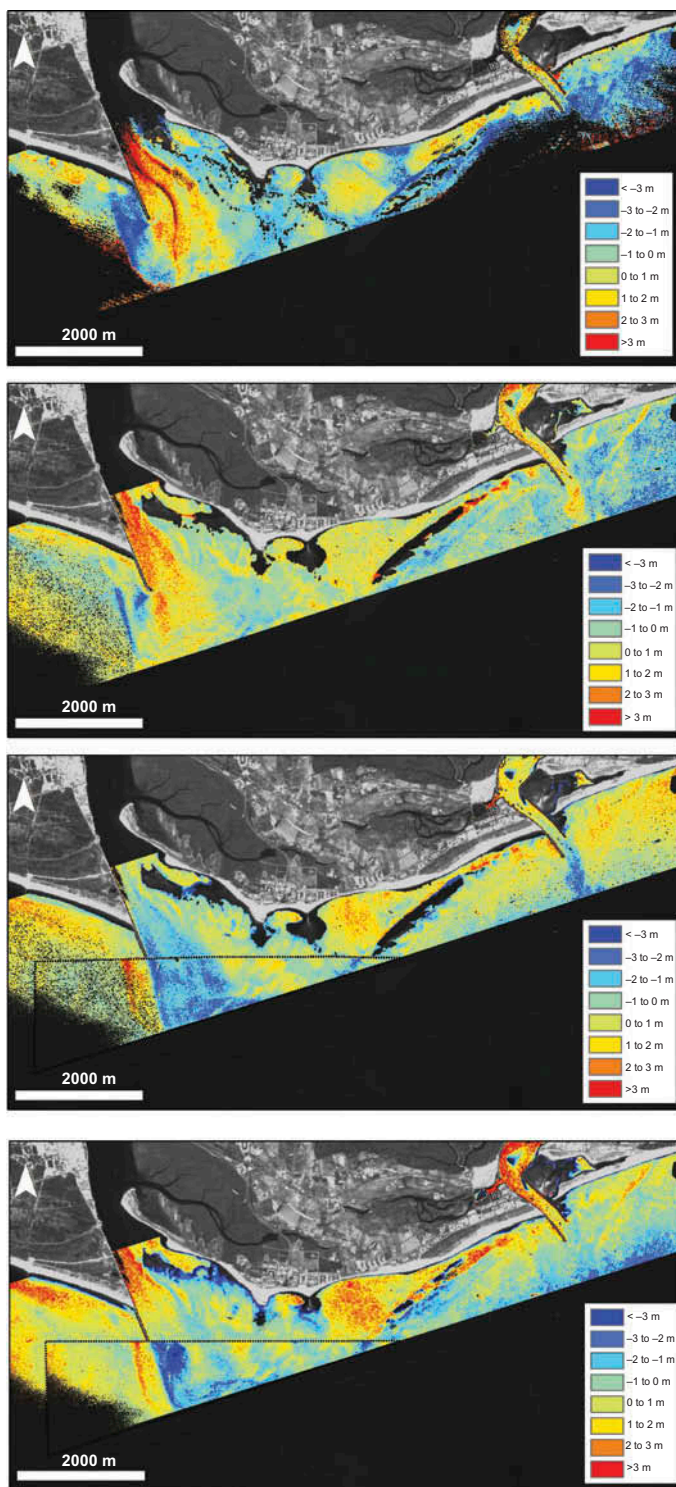 < –3 m
–3 to –2 m
–2 to –1 m
–1 to 0 m
0 to 1 m
1 to 2 m
2 to 3 m
>3 m
2000 m
< –3 m
–3 to –2 m
–2 to –1 m
–1 to 0 m
0 to 1 m
1 to 2 m
2 to 3 m
> 3 m
2000 m
< –3 m
–3 to –2 m
–2 to –1 m
–1 to 0 m
0 to 1 m
1 to 2 m
2 to 3 m
>3 m
2000 m
< –3 m
–3 to –2 m
–2 to –1 m
–1 to 0 m
0 to 1 m
1 to 2 m
2 to 3 m
>3 m
2000 m